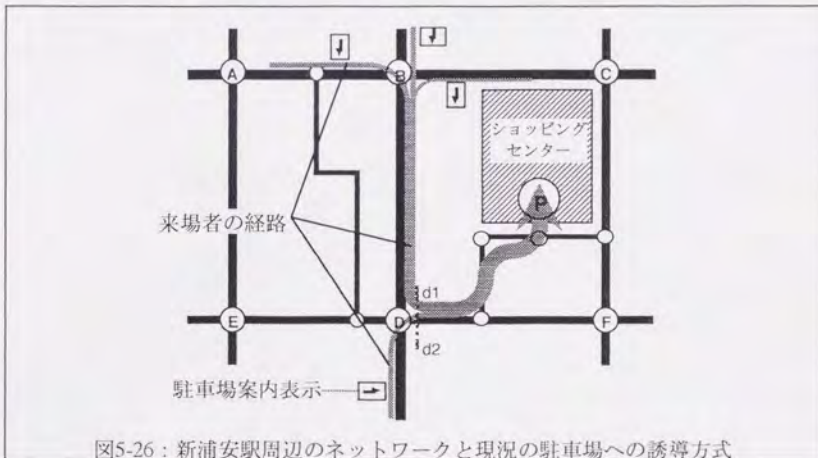 A
B
C
ショッピング
センター
P
来場者の経路
d1
E
D
F
d2
駐車場案内表示
図5-26：新浦安駅周辺のネットワークと現況の駐車場への誘導方式